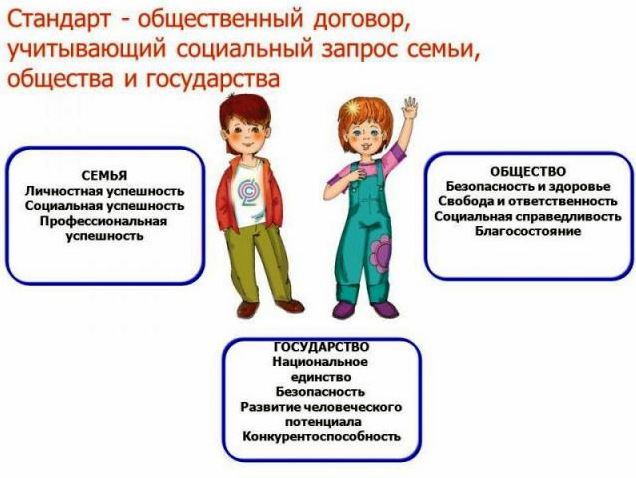 Стандарт - общественный договор,
учитывающий социальный запрос семьи,
общества и государства
СЕМЬЯ
Личностная успешность
Социальная успешность
Профессиональная
успешность
ОБЩЕСТВО
Безопасность и здоровье
Свобода и ответственность
Социальная справедливость
Благосостояние
ГОСУДАРСТВО
Национальное
единство
Безопасность
Развитие человеческого
потенциала
Конкурентоспособность